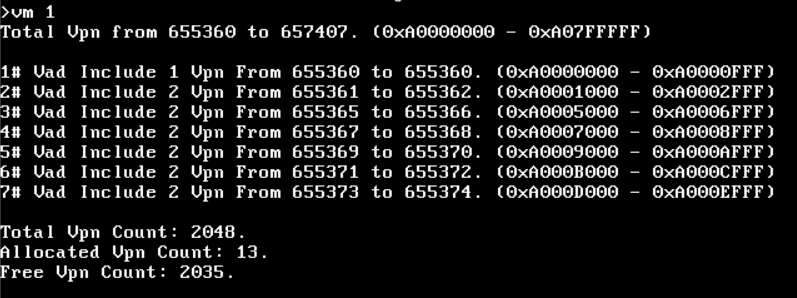 >vm 1
Total Vpn from 655360 to 657407. (0xA0000000 - 0xA07FFFFF)
1# Vad Include 1 Vpn From 655360 to 655360. (0xA0000000 - 0xA0000FFF)
2# Vad Include 2 Vpn From 655361 to 655362. (0xA0001000 - 0xA0002FFF)
3# Vad Include 2 Vpn From 655365 to 655366. (0xA0005000 - 0xA0006FFF)
4# Vad Include 2 Vpn From 655367 to 655368. (0xA0007000 - 0xA0008FFF)
5# Vad Include 2 Vpn From 655369 to 655370. (0xA0009000 - 0xA000AFFF)
6# Vad Include 2 Vpn From 655371 to 655372. (0xA000B000 - 0xA000CFFF)
7# Vad Include 2 Vpn From 655373 to 655374. (0xA000D000 - 0xA000EFFF)
Total Vpn Count: 2048.
Allocated Vpn Count: 13.
Free Vpn Count: 2035.